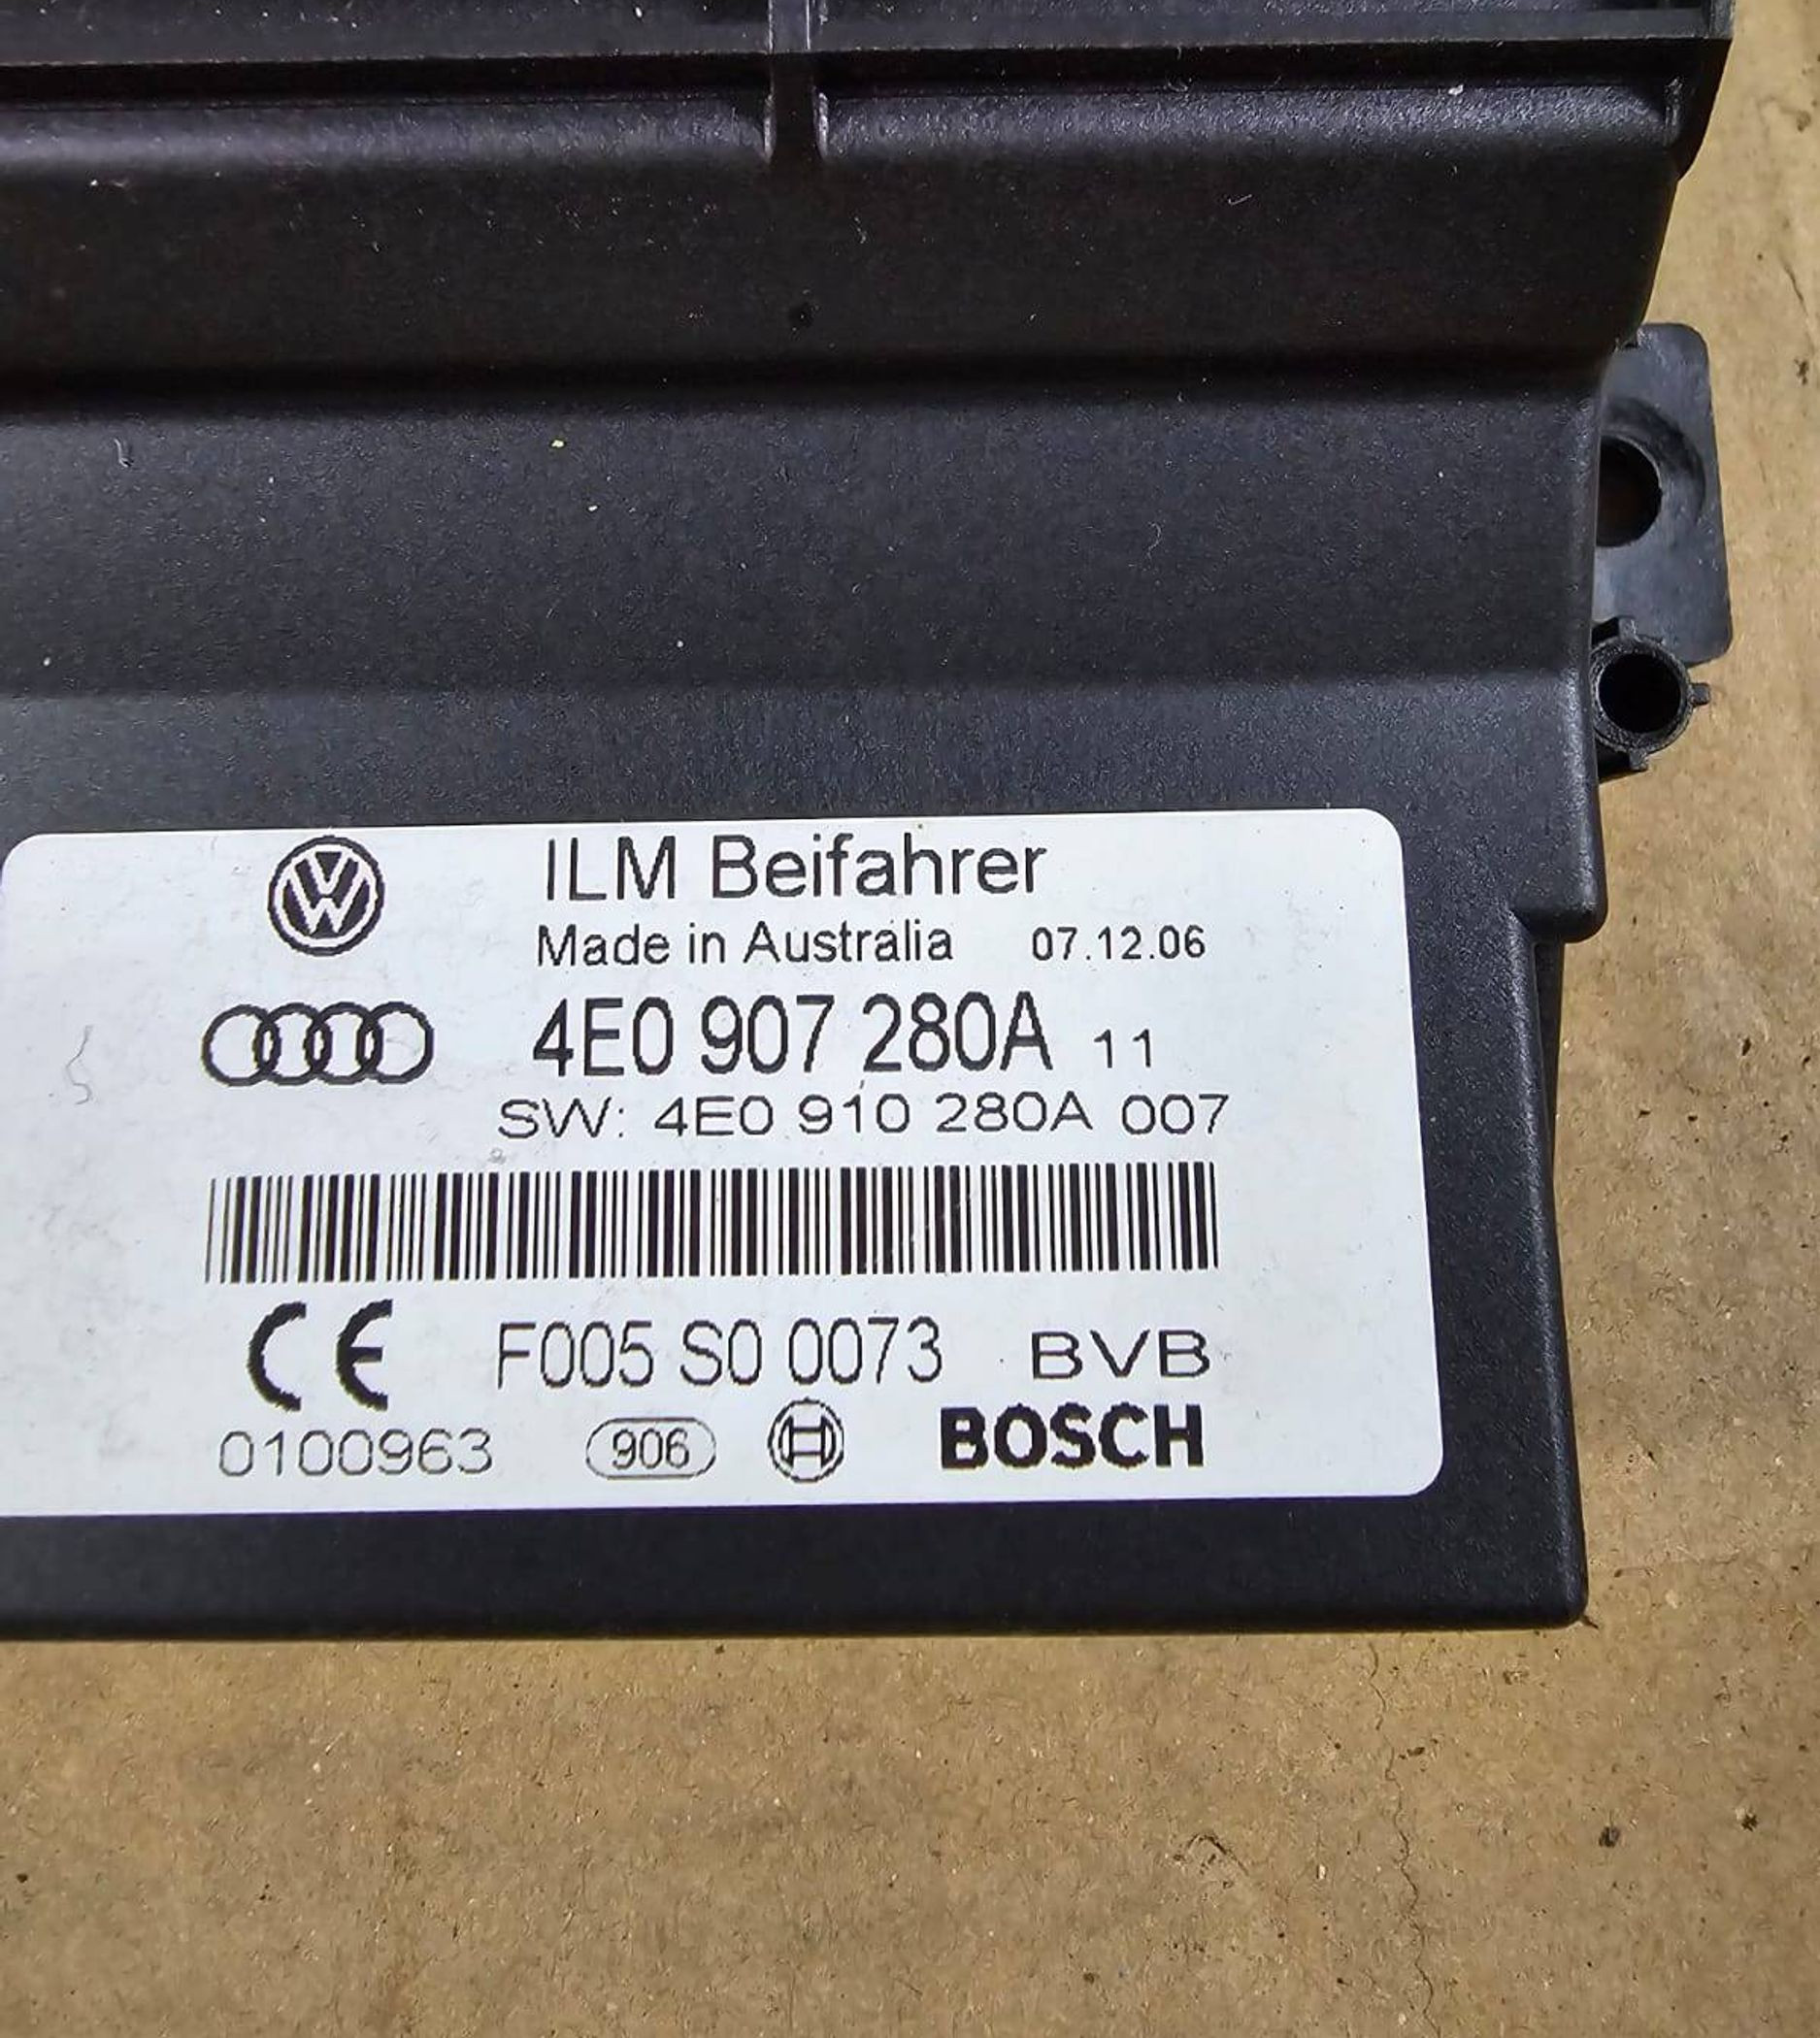 ILM Beifahrer
Made in Australia 07.12.06
4E0 907 280A 11
SW: 4E0 910 280A 007
CE F005 S0 0073 BVB
0100963 906 BOSCH